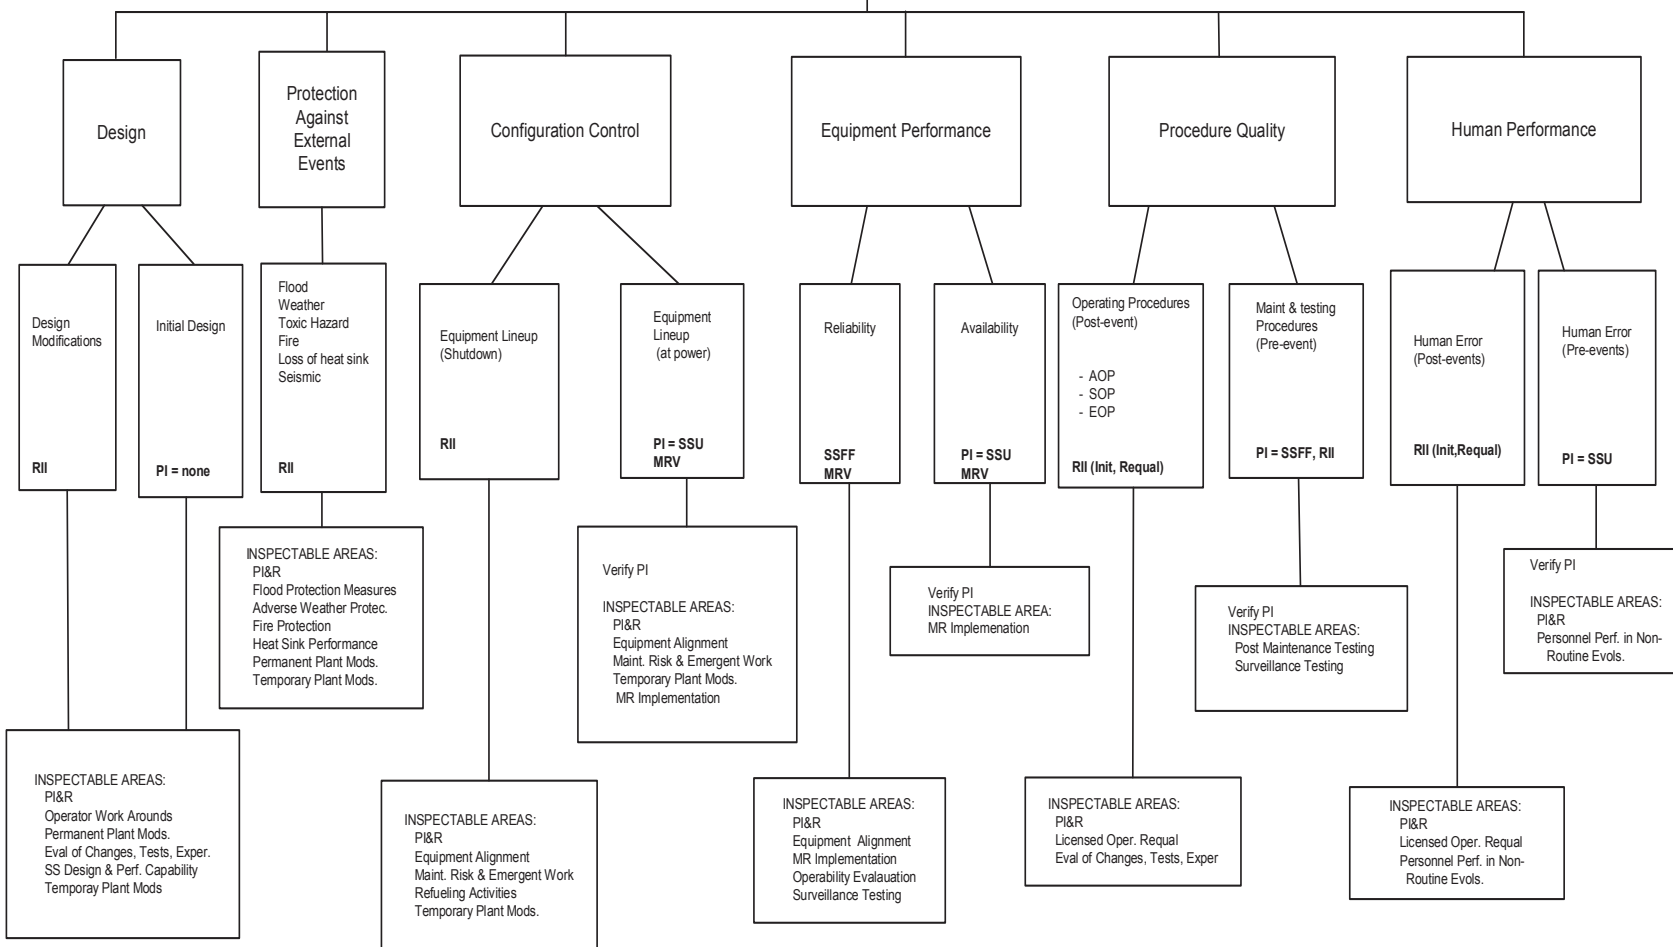 Design
Protection
Against
External
Events
Configuration Control
Equipment Performance
Procedure Quality
Human Performance
Design
Modifications
RII
Initial Design
PI = none
Flood
Weather
Toxic Hazard
Fire
Loss of heat sink
Seismic
RII
Equipment Lineup
(Shutdown)
RII
Equipment
Lineup
(at power)
PI = SSU
MRV
Reliability
SSFF
MRV
Availability
PI = SSU
MRV
Operating Procedures
(Post-event)
- AOP
- SOP
- EOP
RII (Init, Requal)
Maint & testing
Procedures
(Pre-event)
PI = SSFF, RII
Human Error
(Post-events)
RII (Init,Requal)
Human Error
(Pre-events)
PI = SSU
INSPECTABLE AREAS:
PI&R
Flood Protection Measures
Adverse Weather Protec.
Fire Protection
Heat Sink Performance
Permanent Plant Mods.
Temporary Plant Mods.
Verify PI
INSPECTABLE AREAS:
PI&R
Equipment Alignment
Maint. Risk & Emergent Work
Temporary Plant Mods.
MR Implementation
Verify PI
INSPECTABLE AREA:
MR Implemenation
Verify PI
INSPECTABLE AREAS:
Post Maintenance Testing
Surveillance Testing
Verify PI
INSPECTABLE AREAS:
PI&R
Personnel Perf. in Non-
Routine Evols.
INSPECTABLE AREAS:
PI&R
Operator Work Arounds
Permanent Plant Mods.
Eval of Changes, Tests, Exper.
SS Design & Perf. Capability
Temporay Plant Mods
INSPECTABLE AREAS:
PI&R
Equipment Alignment
Maint. Risk & Emergent Work
Refueling Activities
Temporary Plant Mods.
INSPECTABLE AREAS:
PI&R
Equipment Alignment
MR Implementation
Operability Evalauation
Surveillance Testing
INSPECTABLE AREAS:
PI&R
Licensed Oper. Requal
Eval of Changes, Tests, Exper
INSPECTABLE AREAS:
PI&R
Licensed Oper. Requal
Personnel Perf. in Non-
Routine Evols.